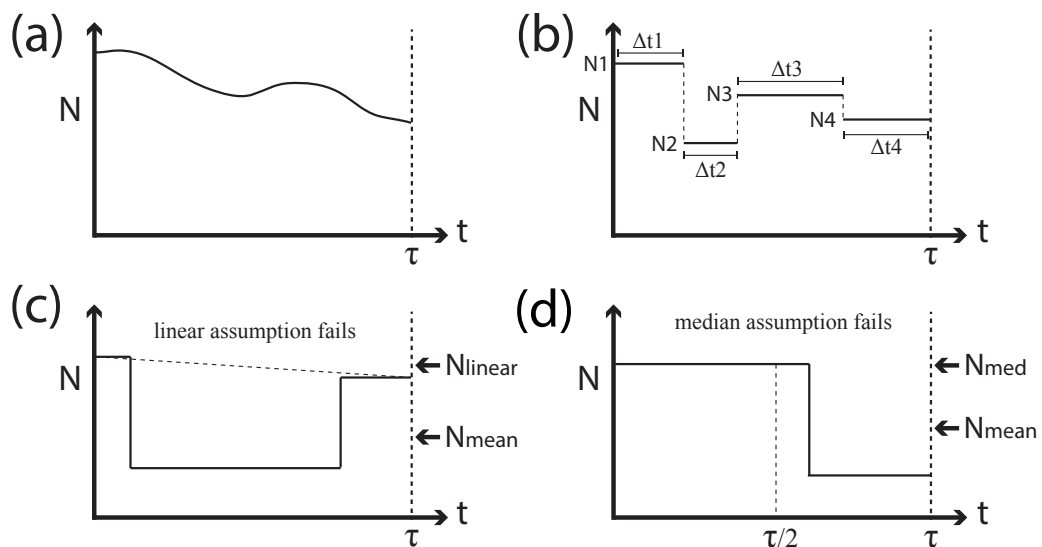 (a)
N
t
τ
(b)
N
N1
Δt1
N2
Δt2
N3
Δt3
N4
Δt4
t
τ
(c)
linear assumption fails
N
Nlinear
Nmean
t
τ
(d)
median assumption fails
N
Nmed
Nmean
t
τ/2
τ